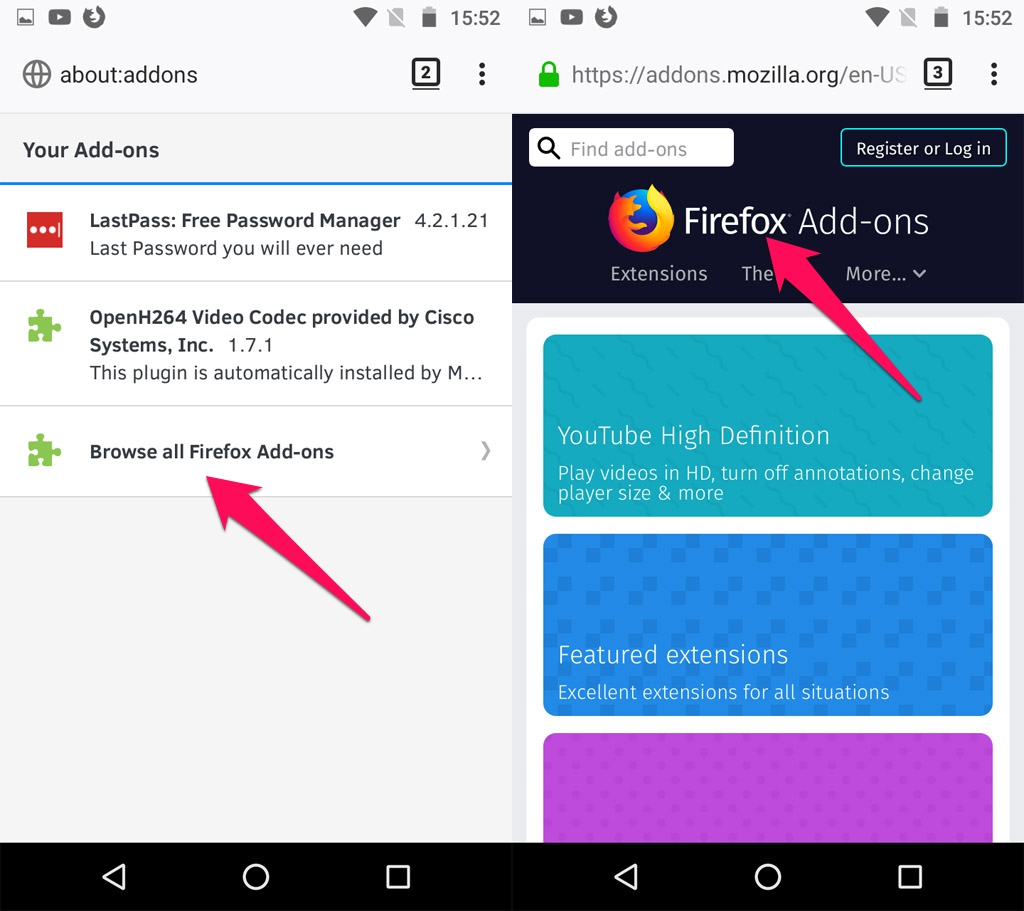 15:52
about:addons
2
Your Add-ons
LastPass: Free Password Manager 4.2.1.21
Last Password you will ever need
OpenH264 Video Codec provided by Cisco
Systems, Inc. 1.7.1
This plugin is automatically installed by M...
Browse all Firefox Add-ons
15:52
https://addons.mozilla.org/en-US
3
Find add-ons
Register or Log in
Firefox Add-ons
Extensions The More...
YouTube High Definition
Play videos in HD, turn off annotations, change
player size & more
Featured extensions
Excellent extensions for all situations